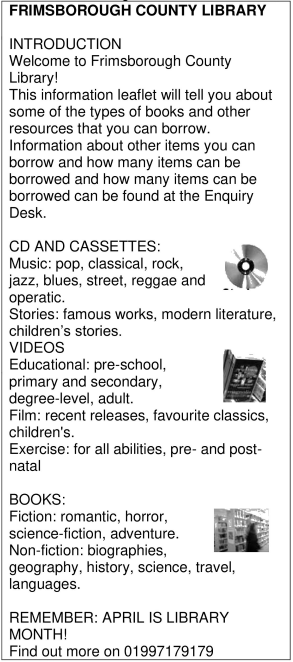 FRIMSBOROUGH COUNTY LIBRARY
INTRODUCTION
Welcome to Frimsborough County
Library!
This information leaflet will tell you about
some of the types of books and other
resources that you can borrow.
Information about other items you can
borrow and how many items can be
borrowed and how many items can be
borrowed can be found at the Enquiry
Desk.
CD AND CASSETTES:
Music: pop, classical, rock,
jazz, blues, street, reggae and
operatic.
Stories: famous works, modern literature,
children's stories.
VIDEOS
Educational: pre-school,
primary and secondary,
degree-level, adult.
Film: recent releases, favourite classics,
children's.
Exercise: for all abilities, pre- and post-
natal
BOOKS:
Fiction: romantic, horror,
science-fiction, adventure.
Non-fiction: biographies,
geography, history, science, travel,
languages.
REMEMBER: APRIL IS LIBRARY
MONTH!
Find out more on 01997179179